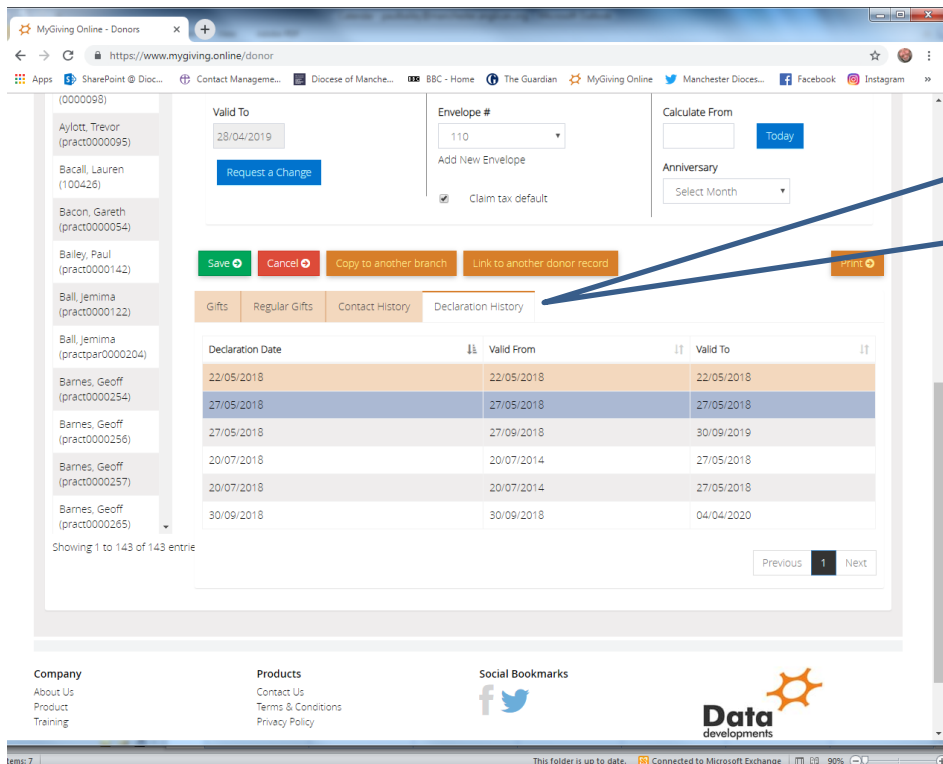 MyGiving Online - Donors
https://www.mygiving.online/donor
Apps SharePoint @ Dioc... Contact Manageme... Diocese of Manche... BBC - Home The Guardian MyGiving Online Manchester Dioces... Facebook Instagram »
(0000098)
Aylott, Trevor
(pract0000095)
Bacall, Lauren
(100426)
Bacon, Gareth
(pract0000054)
Bailey, Paul
(pract0000142)
Ball, Jemima
(pract0000122)
Ball, Jemima
(practpar0000204)
Barnes, Geoff
(pract0000254)
Barnes, Geoff
(pract0000256)
Barnes, Geoff
(pract0000257)
Barnes, Geoff
(pract0000265)
Showing 1 to 143 of 143 entrie
Valid To
28/04/2019
Request a Change
Envelope #
110
Add New Envelope
Claim tax default
Calculate From
Today
Anniversary
Select Month
Save Cancel Copy to another branch Link to another donor record Print
Gifts Regular Gifts Contact History Declaration History
Declaration Date Valid From Valid To
22/05/2018 22/05/2018 22/05/2018
27/05/2018 27/05/2018 27/05/2018
27/05/2018 27/09/2018 30/09/2019
20/07/2018 20/07/2014 27/05/2018
20/07/2018 20/07/2014 27/05/2018
30/09/2018 30/09/2018 04/04/2020
Previous 1 Next
Company
About Us
Product
Training
Products
Contact Us
Terms & Conditions
Privacy Policy
Social Bookmarks
Data
developments
tems: 7 This folder is up to date. Connected to Microsoft Exchange 90%